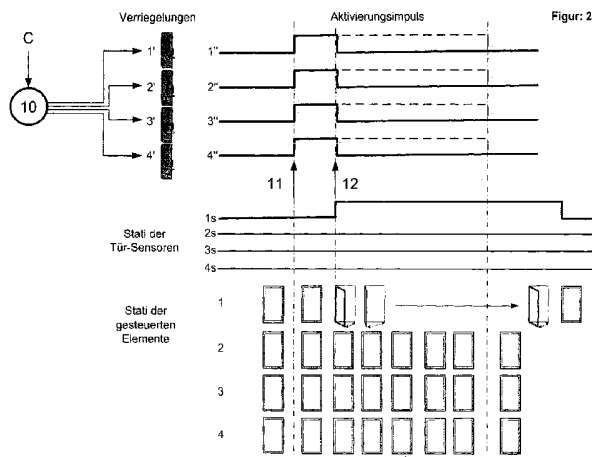 Verriegelungen
Aktivierungsimpuls
Figur: 2
C
10
1'
2'
3'
4'
1"
2"
3"
4"
11
12
1s
2s
3s
4s
Stati der
Tür-Sensoren
Stati der
gesteuerten
Elemente
1
2
3
4